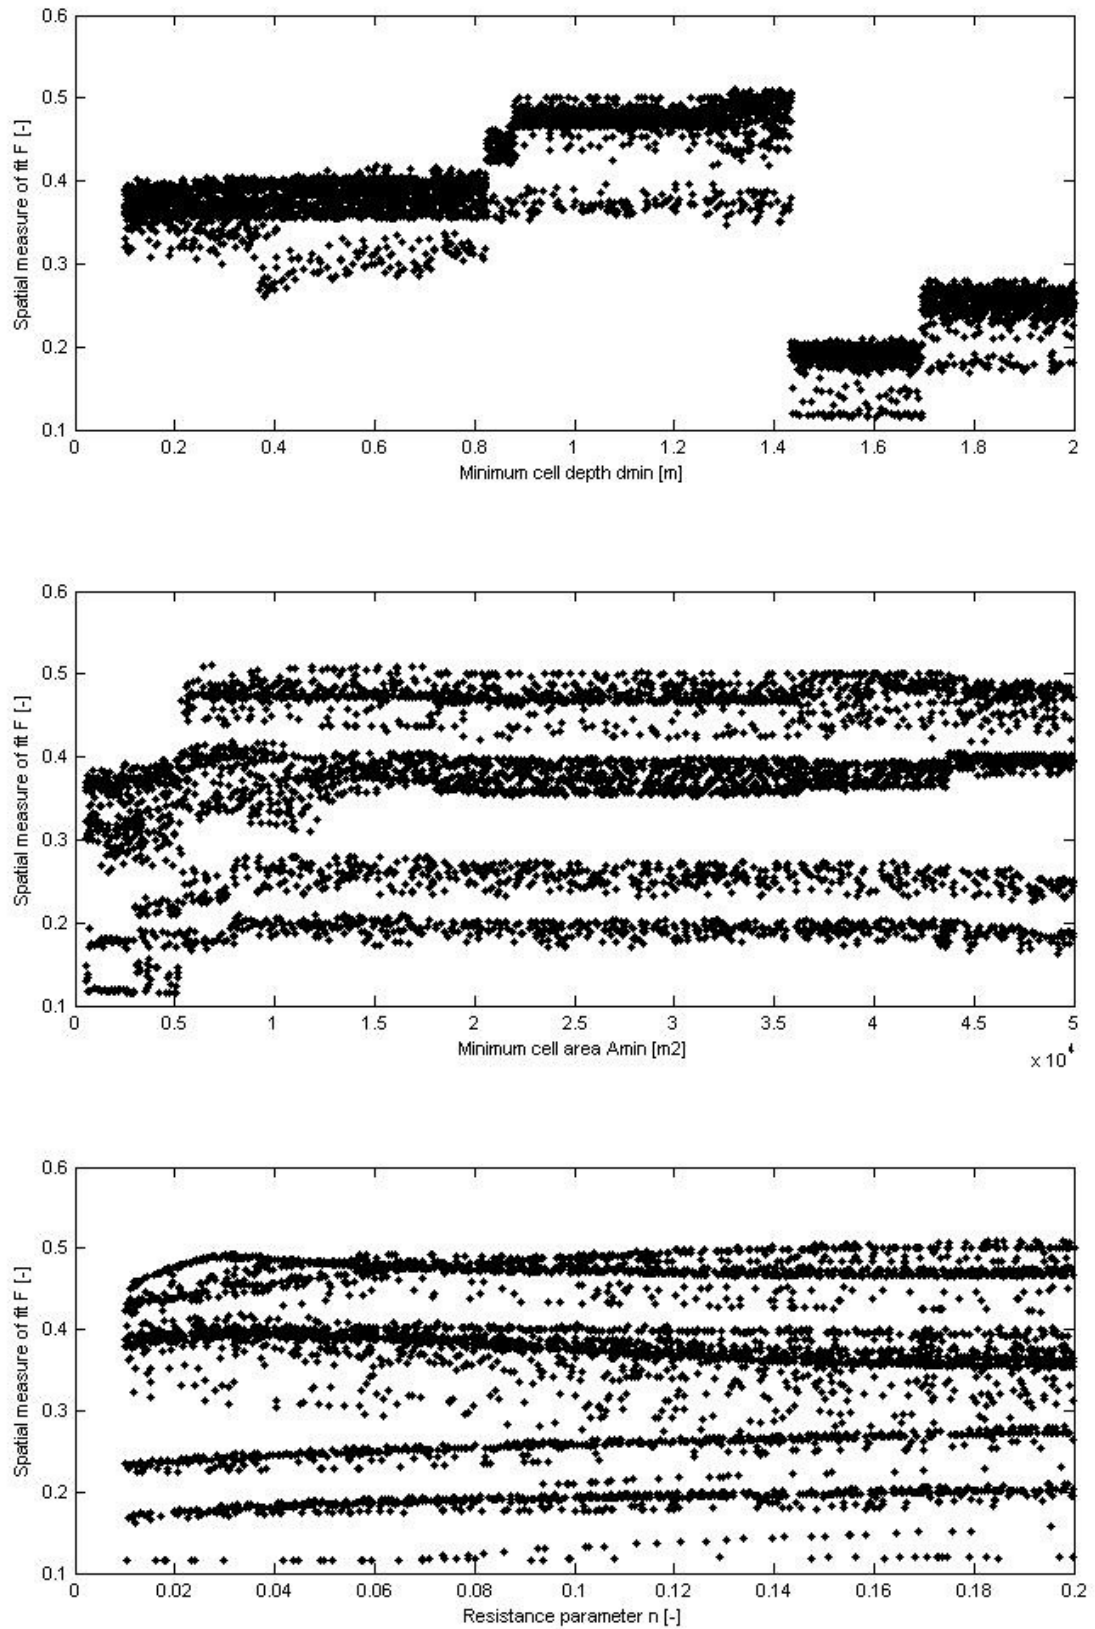 0.6
0.5
0.4
0.3
0.2
0.1
Spatial measure of fit F [-]
0 0.2 0.4 0.6 0.8 1 1.2 1.4 1.6 1.8 2
Minimum cell depth dmin [m]
0.6
0.5
0.4
0.3
0.2
0.1
Spatial measure of fit F [-]
0 0.5 1 1.5 2 2.5 3 3.5 4 4.5 5
Minimum cell area Amin [m2]
x 10^4
0.6
0.5
0.4
0.3
0.2
0.1
Spatial measure of fit F [-]
0 0.02 0.04 0.06 0.08 0.1 0.12 0.14 0.16 0.18 0.2
Resistance parameter n [-]